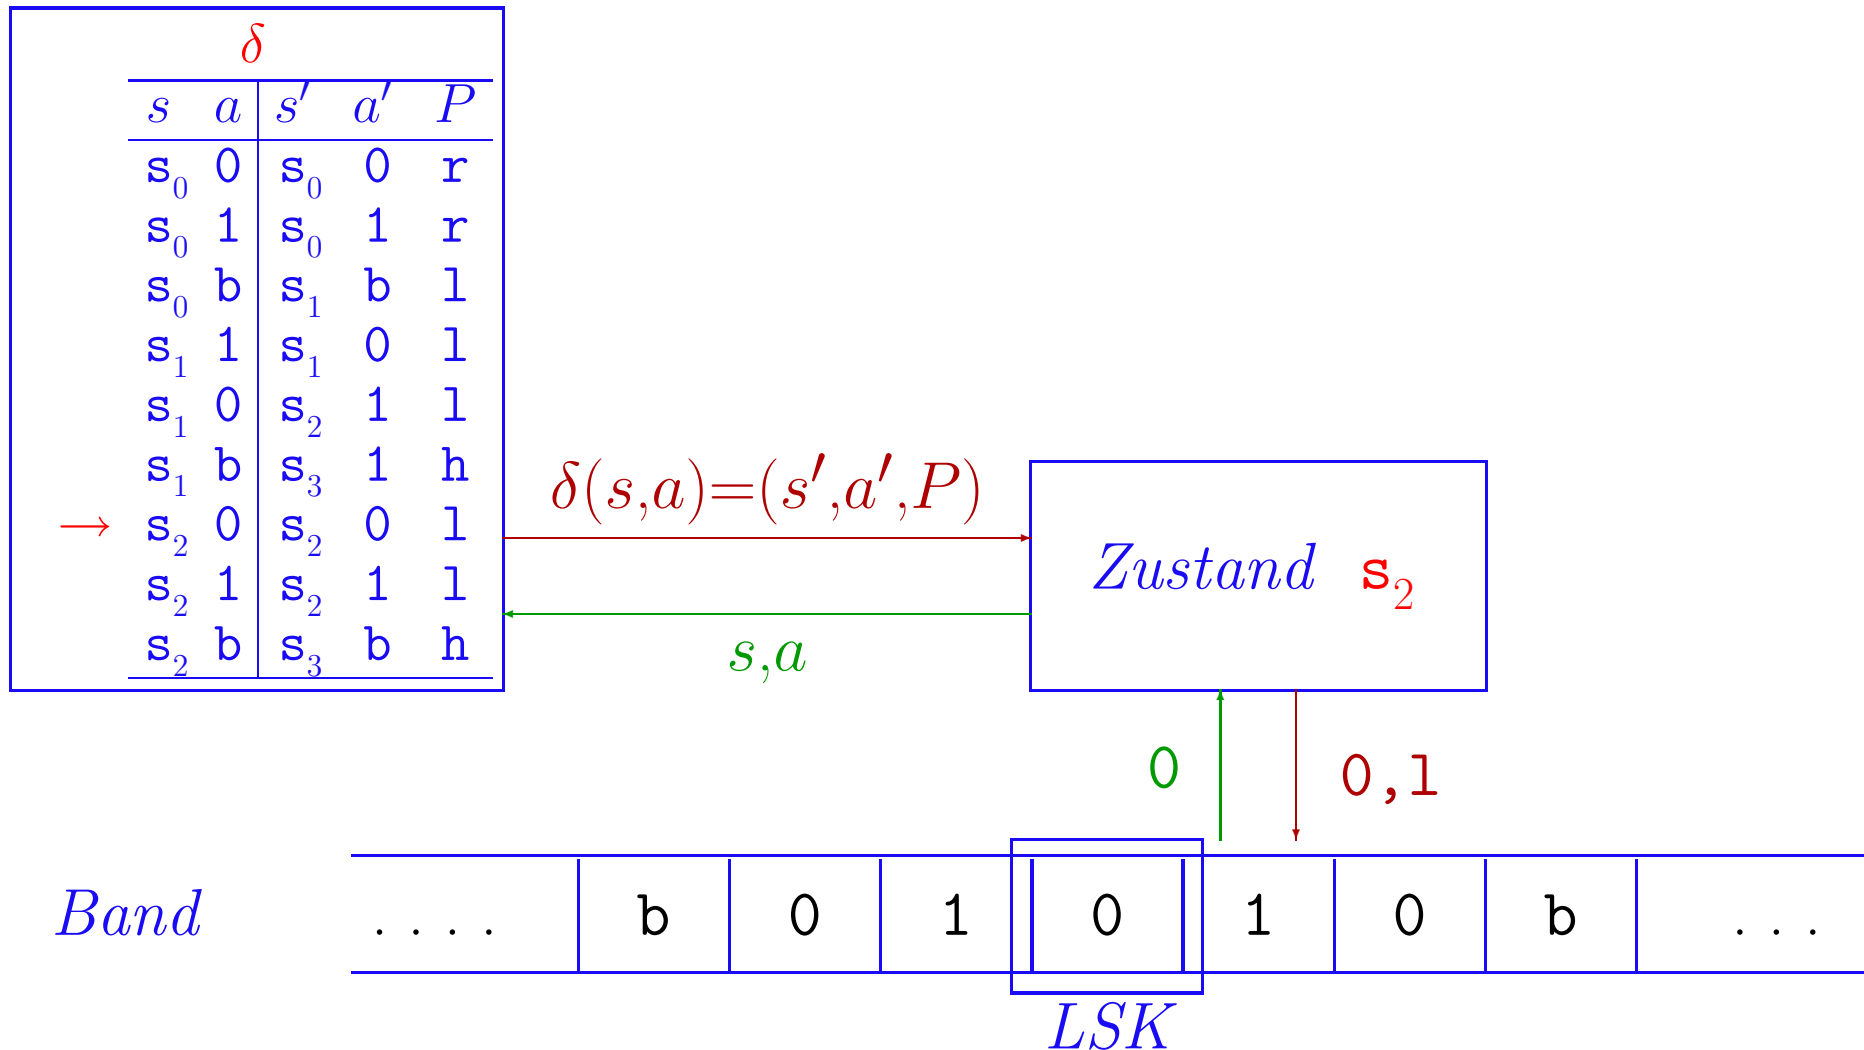 δ
s a s′ a′ P
s₀ 0 s₀ 0 r
s₀ 1 s₀ 1 r
s₀ b s₁ b l
s₁ 1 s₁ 0 l
s₁ 0 s₂ 1 l
s₁ b s₃ 1 h
→ s₂ 0 s₂ 0 l
s₂ 1 s₂ 1 l
s₂ b s₃ b h
δ(s,a)=(s′,a′,P)
s,a
Zustand s₂
0
0,l
Band . . . . b 0 1 0 1 0 b . . .
LSK